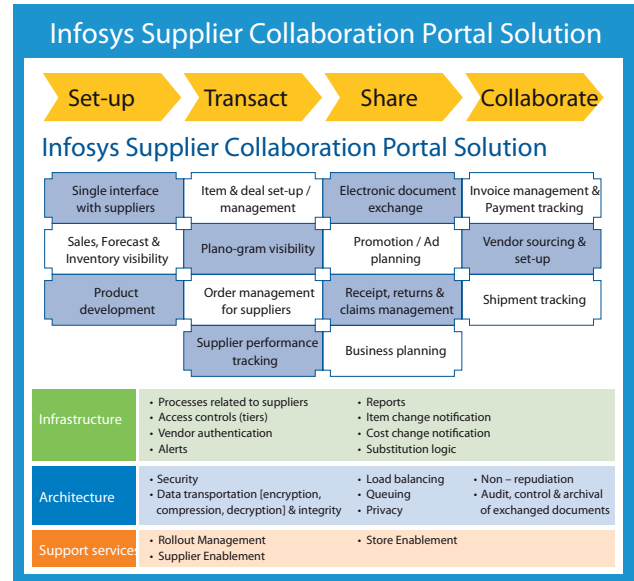 Infosys Supplier Collaboration Portal Solution
Set-up
Transact
Share
Collaborate
Infosys Supplier Collaboration Portal Solution
Single interface
with suppliers
Item & deal set-up /
management
Electronic document
exchange
Invoice management &
Payment tracking
Sales, Forecast &
Inventory visibility
Plano-gram visibility
Promotion / Ad
planning
Vendor sourcing &
set-up
Product
development
Order management
for suppliers
Receipt, returns &
claims management
Shipment tracking
Supplier performance
tracking
Business planning
Infrastructure
• Processes related to suppliers
• Access controls (tiers)
• Vendor authentication
• Alerts
• Reports
• Item change notification
• Cost change notification
• Substitution logic
Architecture
• Security
• Data transportation [encryption,
compression, decryption] & integrity
• Load balancing
• Queuing
• Privacy
• Non – repudiation
• Audit, control & archival
of exchanged documents
Support services
• Rollout Management
• Supplier Enablement
• Store Enablement